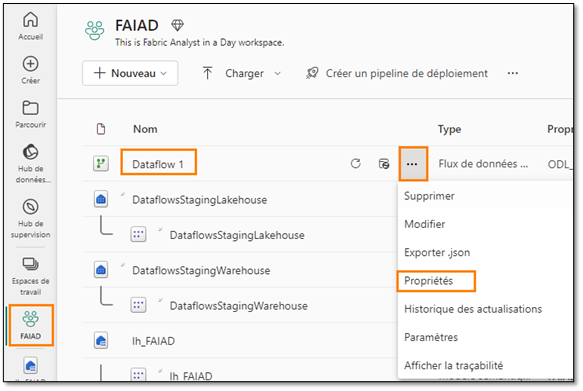 FAIAD
This is Fabric Analyst in a Day workspace.
Accueil
Nouveau
Charger
Créer un pipeline de déploiement
Créer
Nom
Type
Propr
Parcourir
Dataflow 1
Flux de données ...
ODL_
Hub de
données...
DataflowsStagingLakehouse
Supprimer
Modifier
Hub de
supervision
DataflowsStagingLakehouse
Exporter .json
DataflowsStagingWarehouse
Propriétés
Espaces de
travail
DataflowsStagingWarehouse
Historique des actualisations
FAIAD
lh_FAIAD
Paramètres
lh_FAIAD
Afficher la traçabilité